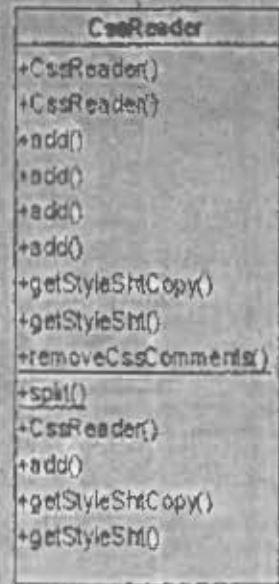 CssReader
+CssReader()
+CssReader()
+add()
+add()
+add()
+add()
+getStyleShtCopy()
+getStyleSht()
+removeCssComments()
+split()
+CssReader()
+add()
+getStyleShtCopy()
+getStyleSht()